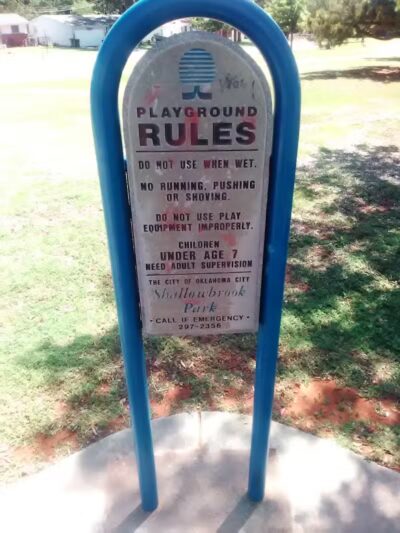 PLAYGROUND
RULES
DO NOT USE WHEN WET.
NO RUNNING, PUSHING
OR SHOVING.
DO NOT USE PLAY
EQUIPMENT IMPROPERLY.
CHILDREN
UNDER AGE 7
NEED ADULT SUPERVISION
THE CITY OF OKLAHOMA CITY
Shallowbrook
Park
• CALL IF EMERGENCY •
297-2356